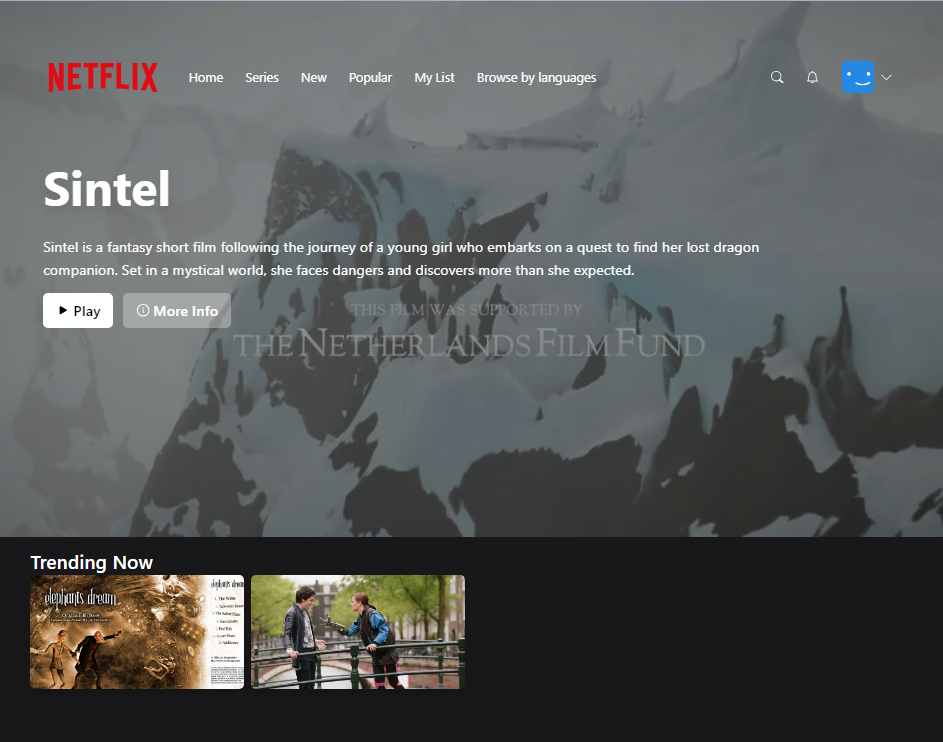 NETFLIX
Home Series New Popular My List Browse by languages
Sintel
Sintel is a fantasy short film following the journey of a young girl who embarks on a quest to find her lost dragon
companion. Set in a mystical world, she faces dangers and discovers more than she expected.
Play More Info
THIS FILM WAS SUPPORTED BY
THE NETHERLANDS FILM FUND
Trending Now
elephants dream
Original Film Score
elephants dream